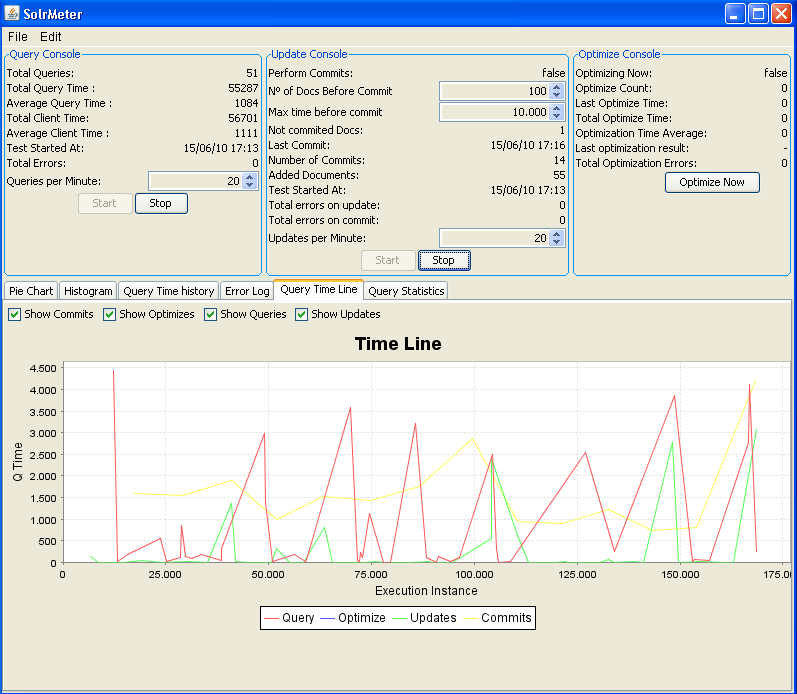 SolrMeter
File Edit
Query Console
Total Queries: 51
Total Query Time : 55287
Average Query Time : 1084
Total Client Time: 56701
Average Client Time : 1111
Test Started At: 15/06/10 17:13
Total Errors: 0
Queries per Minute: 20
Start Stop
Update Console
Perform Commits: false
Nº of Docs Before Commit 100
Max time before commit 10.000
Not commited Docs: 1
Last Commit: 15/06/10 17:16
Number of Commits: 14
Added Documents: 55
Test Started At: 15/06/10 17:13
Total errors on update: 0
Total errors on commit: 0
Updates per Minute: 20
Start Stop
Optimize Console
Optimizing Now: false
Optimize Count: 0
Last Optimize Time: 0
Total Optimize Time: 0
Optimization Time Average: 0
Last optimization result: -
Total Optimization Errors: 0
Optimize Now
Pie Chart Histogram Query Time history Error Log Query Time Line Query Statistics
Show Commits Show Optimizes Show Queries Show Updates
Time Line
Q Time
4.500
4.000
3.500
3.000
2.500
2.000
1.500
1.000
500
0
0 25.000 50.000 75.000 100.000 125.000 150.000 175.0
Execution Instance
Query Optimize Updates Commits